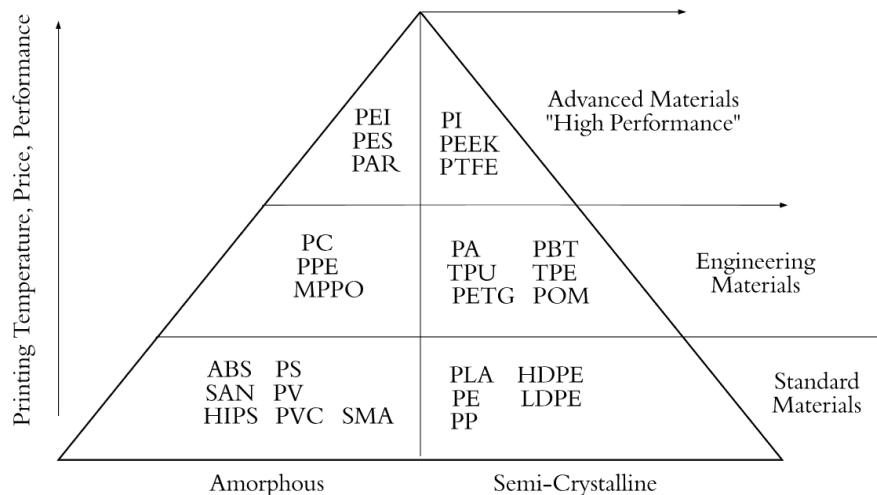 Printing Temperature, Price, Performance
PEI
PES
PAR
PI
PEEK
PTFE
Advanced Materials
"High Performance"
PC
PPE
MPPO
PA PBT
TPU TPE
PETG POM
Engineering
Materials
ABS PS
SAN PV
HIPS PVC SMA
PLA HDPE
PE LDPE
PP
Standard
Materials
Amorphous
Semi-Crystalline